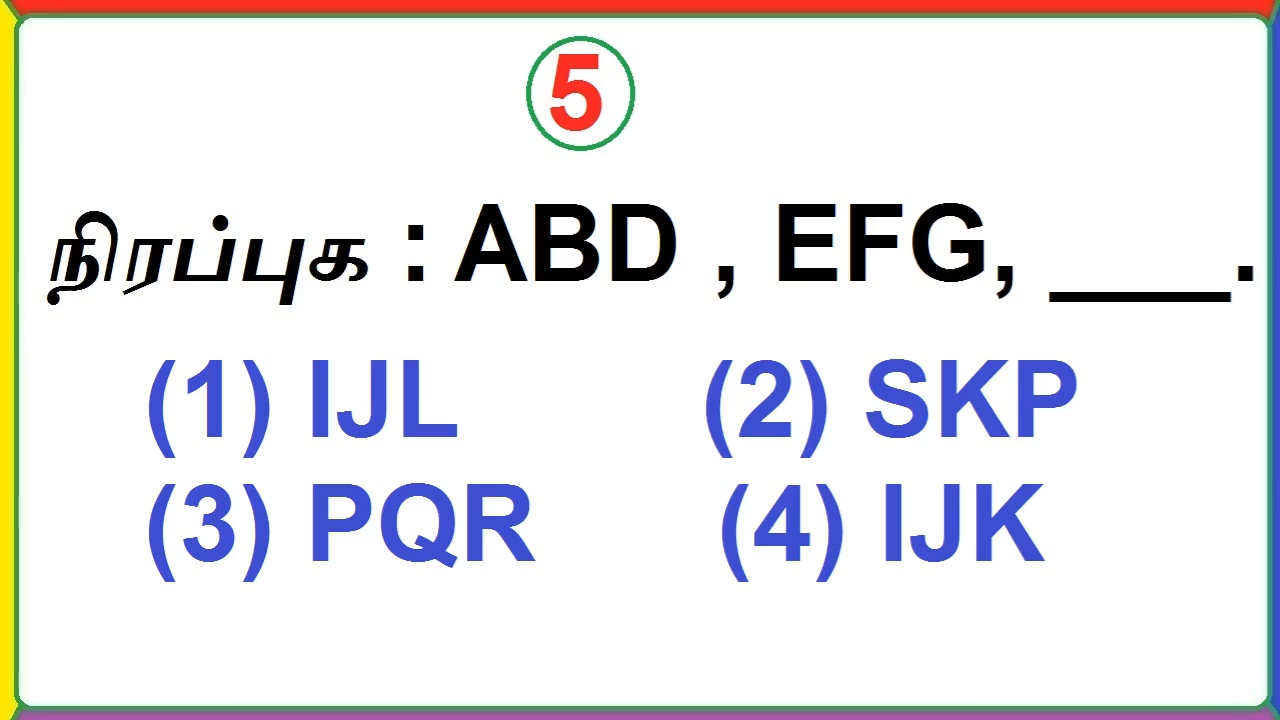 5
நிரப்புக : ABD , EFG, ___.
(1) IJL (2) SKP
(3) PQR (4) IJK